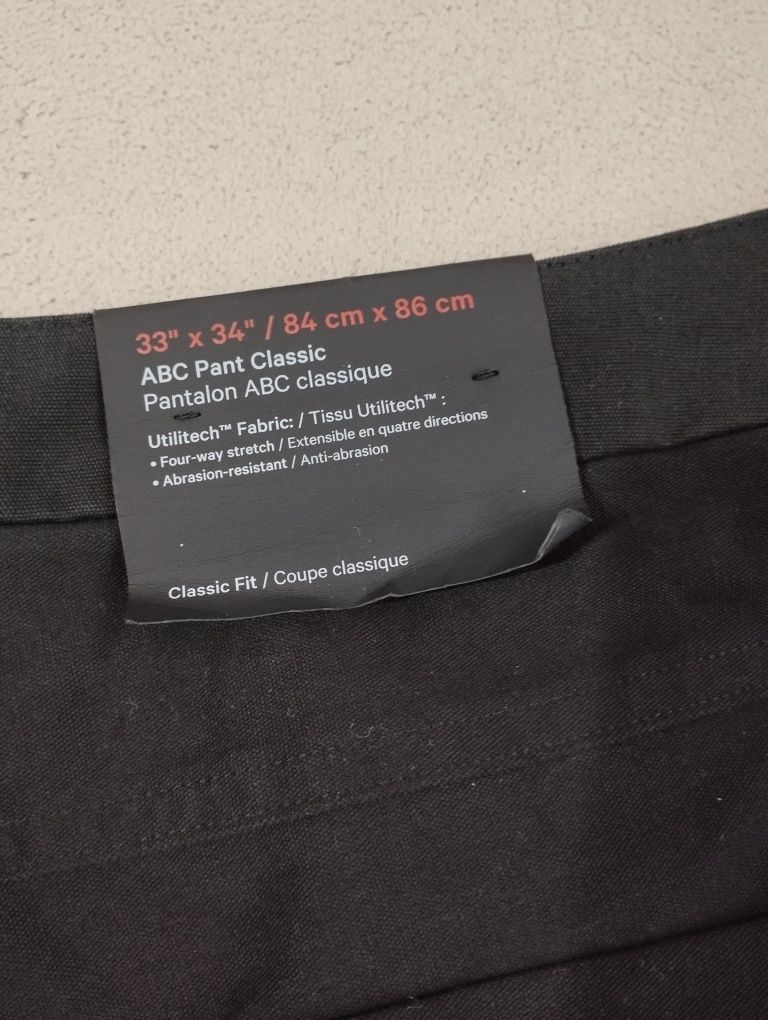 33" x 34" / 84 cm x 86 cm
ABC Pant Classic
Pantalon ABC classique
Utilitech™ Fabric: / Tissu Utilitech™ :
• Four-way stretch / Extensible en quatre directions
• Abrasion-resistant / Anti-abrasion
Classic Fit / Coupe classique